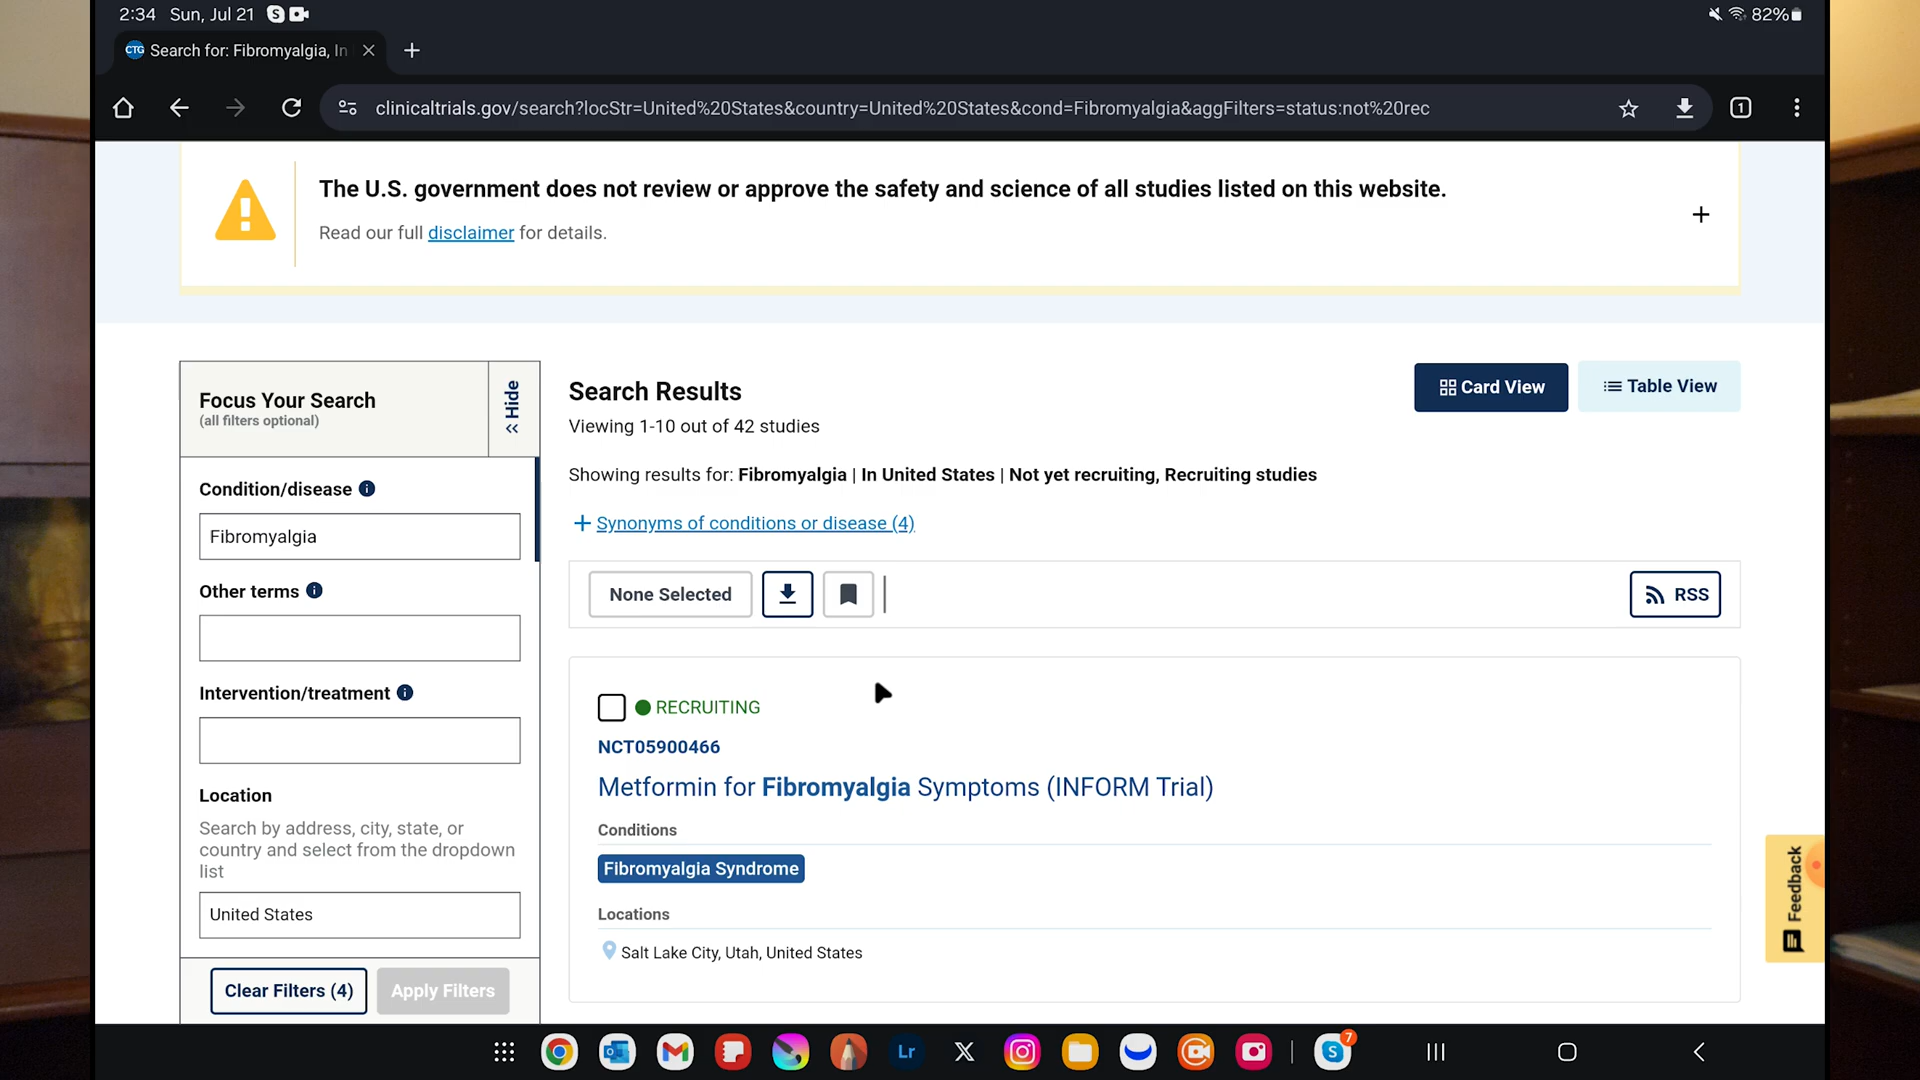 2:34 Sun, Jul 21 S
82%
CTG Search for: Fibromyalgia, In
clinicaltrials.gov/search?locStr=United%20States&country=United%20States&cond=Fibromyalgia&aggFilters=status:not%20rec
1
The U.S. government does not review or approve the safety and science of all studies listed on this website.
Read our full disclaimer for details.
Focus Your Search
(all filters optional)
Hide
Condition/disease
Fibromyalgia
Other terms
Intervention/treatment
Location
Search by address, city, state, or
country and select from the dropdown
list
United States
Clear Filters (4) Apply Filters
Search Results
Viewing 1-10 out of 42 studies
Card View Table View
Showing results for: Fibromyalgia | In United States | Not yet recruiting, Recruiting studies
Synonyms of conditions or disease (4)
None Selected
RSS
RECRUITING
NCT05900466
Metformin for Fibromyalgia Symptoms (INFORM Trial)
Conditions
Fibromyalgia Syndrome
Locations
Salt Lake City, Utah, United States
Feedback
Lr
S 7